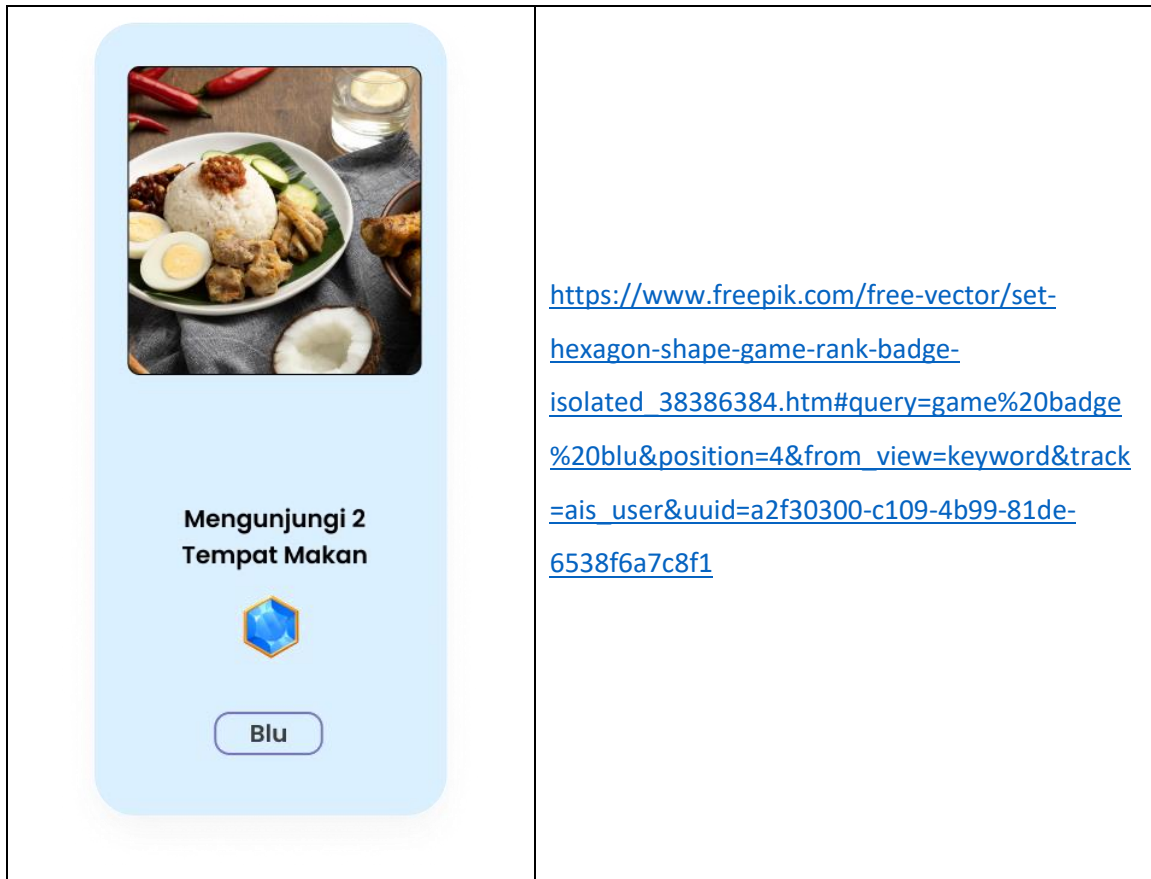 Mengunjungi 2
Tempat Makan
Blu
https://www.freepik.com/free-vector/set-
hexagon-shape-game-rank-badge-
isolated_38386384.htm#query=game%20badge
%20blu&position=4&from_view=keyword&track
=ais_user&uuid=a2f30300-c109-4b99-81de-
6538f6a7c8f1